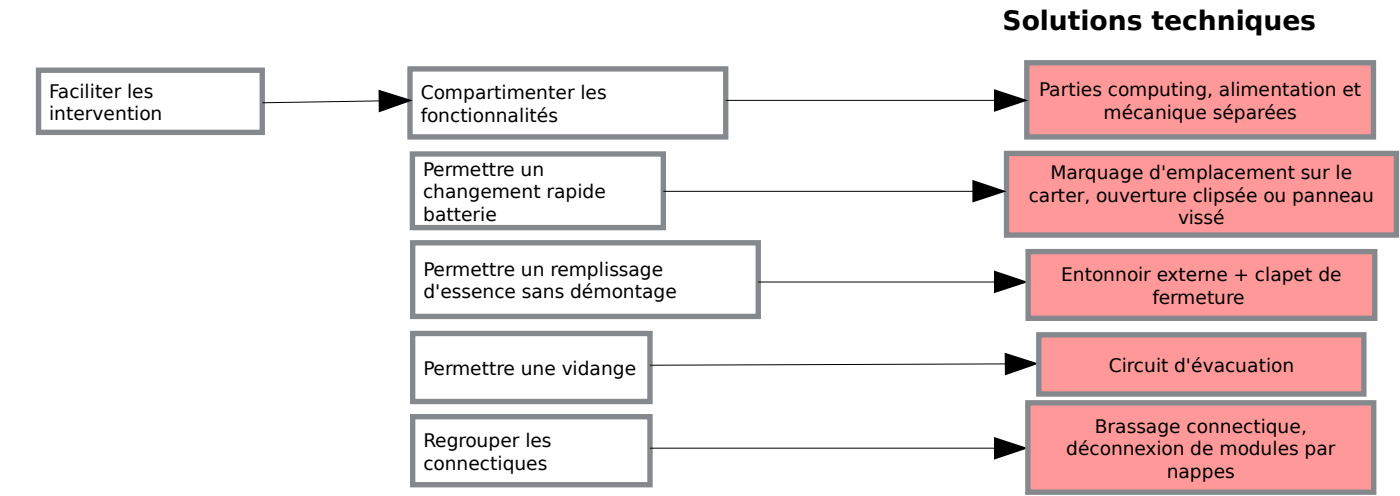 Solutions techniques
Faciliter les
intervention
Compartimenter les
fonctionnalités
Parties computing, alimentation et
mécanique séparées
Permettre un
changement rapide
batterie
Marquage d'emplacement sur le
carter, ouverture clipsée ou panneau
vissé
Permettre un remplissage
d'essence sans démontage
Entonnoir externe + clapet de
fermeture
Permettre une vidange
Circuit d'évacuation
Regrouper les
connectiques
Brassage connectique,
déconnexion de modules par
nappes